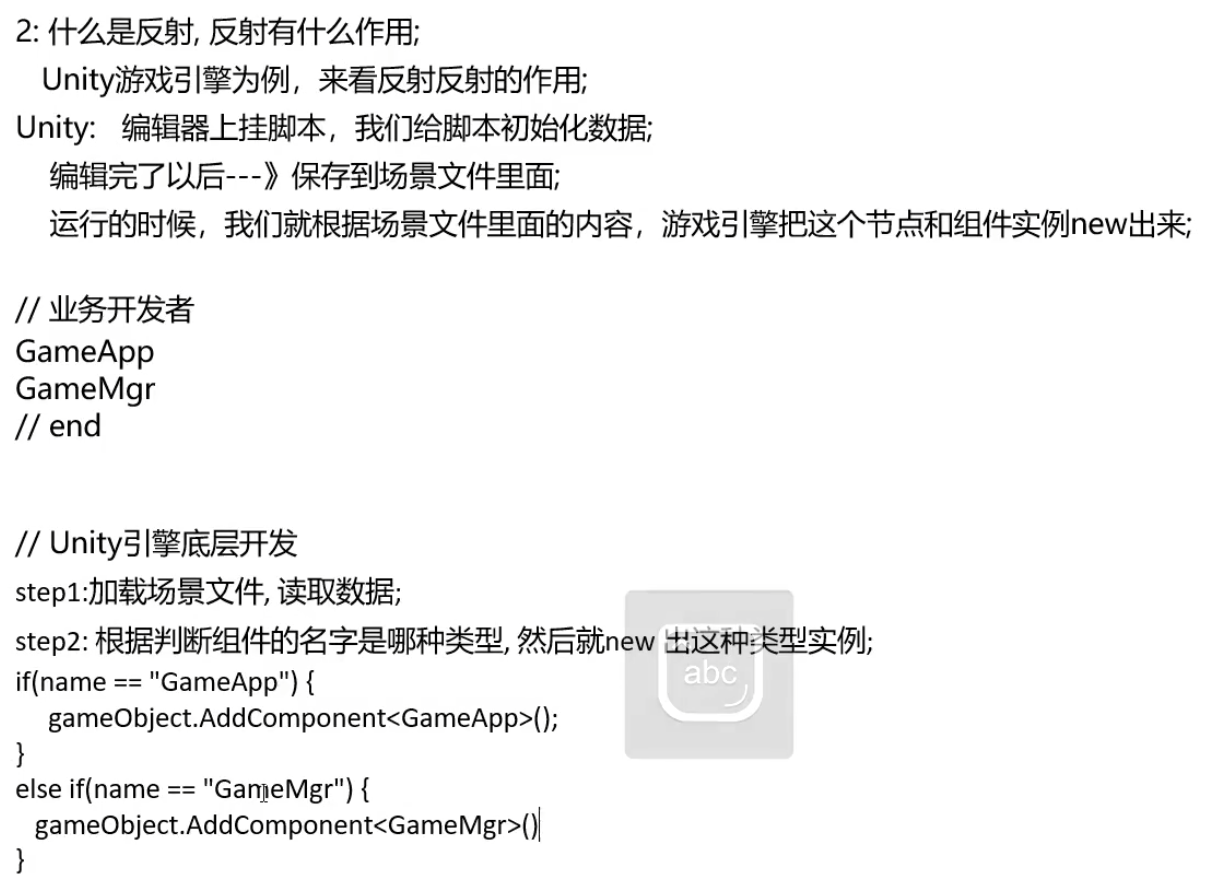 2: 什么是反射, 反射有什么作用;
Unity游戏引擎为例，来看反射反射的作用;
Unity: 编辑器上挂脚本，我们给脚本初始化数据;
编辑完了以后---》保存到场景文件里面;
运行的时候，我们就根据场景文件里面的内容，游戏引擎把这个节点和组件实例new出来;
// 业务开发者
GameApp
GameMgr
// end
// Unity引擎底层开发
step1:加载场景文件, 读取数据;
step2: 根据判断组件的名字是哪种类型, 然后就new 出这种类型实例;
abc
if(name == "GameApp") {
gameObject.AddComponent<GameApp>();
}
else if(name == "GameMgr") {
gameObject.AddComponent<GameMgr>()
}